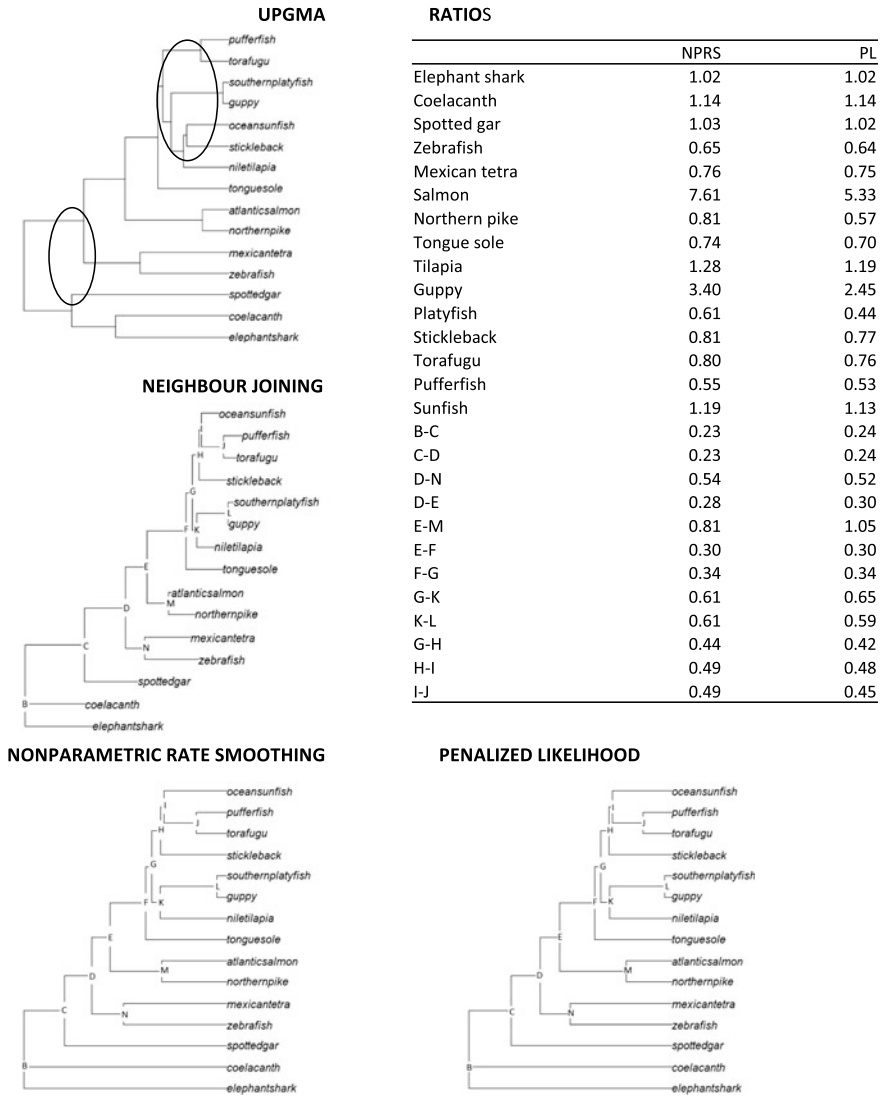 UPGMA
pufferfish
torafugu
southernplatyfish
guppy
oceansunfish
stickleback
niletilapia
tonguesole
atlanticsalmon
northernpike
mexicantetra
zebrafish
spottedgar
coelacanth
elephantshark
RATIOS
NPRS PL
Elephant shark 1.02 1.02
Coelacanth 1.14 1.14
Spotted gar 1.03 1.02
Zebrafish 0.65 0.64
Mexican tetra 0.76 0.75
Salmon 7.61 5.33
Northern pike 0.81 0.57
Tongue sole 0.74 0.70
Tilapia 1.28 1.19
Guppy 3.40 2.45
Platyfish 0.61 0.44
Stickleback 0.81 0.77
Torafugu 0.80 0.76
Pufferfish 0.55 0.53
Sunfish 1.19 1.13
B-C 0.23 0.24
C-D 0.23 0.24
D-N 0.54 0.52
D-E 0.28 0.30
E-M 0.81 1.05
E-F 0.30 0.30
F-G 0.34 0.34
G-K 0.61 0.65
K-L 0.61 0.59
G-H 0.44 0.42
H-I 0.49 0.48
I-J 0.49 0.45
NEIGHBOUR JOINING
oceansunfish
I
pufferfish
J
H
torafugu
stickleback
G
southernplatyfish
L
guppy
F K
niletilapia
E
tonguesole
atlanticsalmon
M
D
northernpike
mexicantetra
C N
zebrafish
spottedgar
B
coelacanth
elephantshark
NONPARAMETRIC RATE SMOOTHING
oceansunfish
I
pufferfish
J
H
torafugu
stickleback
G
southernplatyfish
L
guppy
F K
niletilapia
E
tonguesole
atlanticsalmon
M
D
northernpike
mexicantetra
C N
zebrafish
spottedgar
B
coelacanth
elephantshark
PENALIZED LIKELIHOOD
oceansunfish
I
pufferfish
J
H
torafugu
stickleback
G
southernplatyfish
L
guppy
F K
niletilapia
E
tonguesole
atlanticsalmon
M
D
northernpike
mexicantetra
C N
zebrafish
spottedgar
B
coelacanth
elephantshark